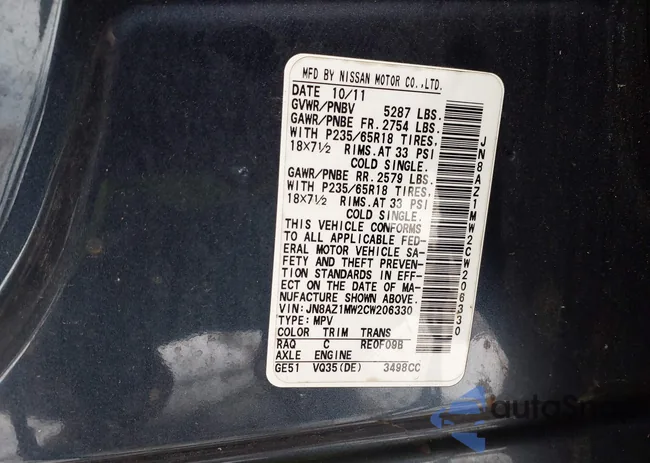 MFD BY NISSAN MOTOR CO.,LTD.
DATE 10/11
GVWR/PNBV 5287 LBS.
GAWR/PNBE FR. 2754 LBS.
WITH P235/65R18 TIRES,
18X7½ RIMS.AT 33 PSI
COLD SINGLE.
GAWR/PNBE RR. 2579 LBS.
WITH P235/65R18 TIRES,
18X7½ RIMS.AT 33 PSI
COLD SINGLE.
THIS VEHICLE CONFORMS
TO ALL APPLICABLE FED-
ERAL MOTOR VEHICLE SA-
FETY AND THEFT PREVEN-
TION STANDARDS IN EFF-
ECT ON THE DATE OF MA-
NUFACTURE SHOWN ABOVE.
VIN: JN8AZ1MW2CW206330
TYPE: MPV
COLOR TRIM TRANS
RAQ C RE0F09B
AXLE ENGINE
GE51 VQ35(DE) 3498CC
JN8AZ1MW2CW206330